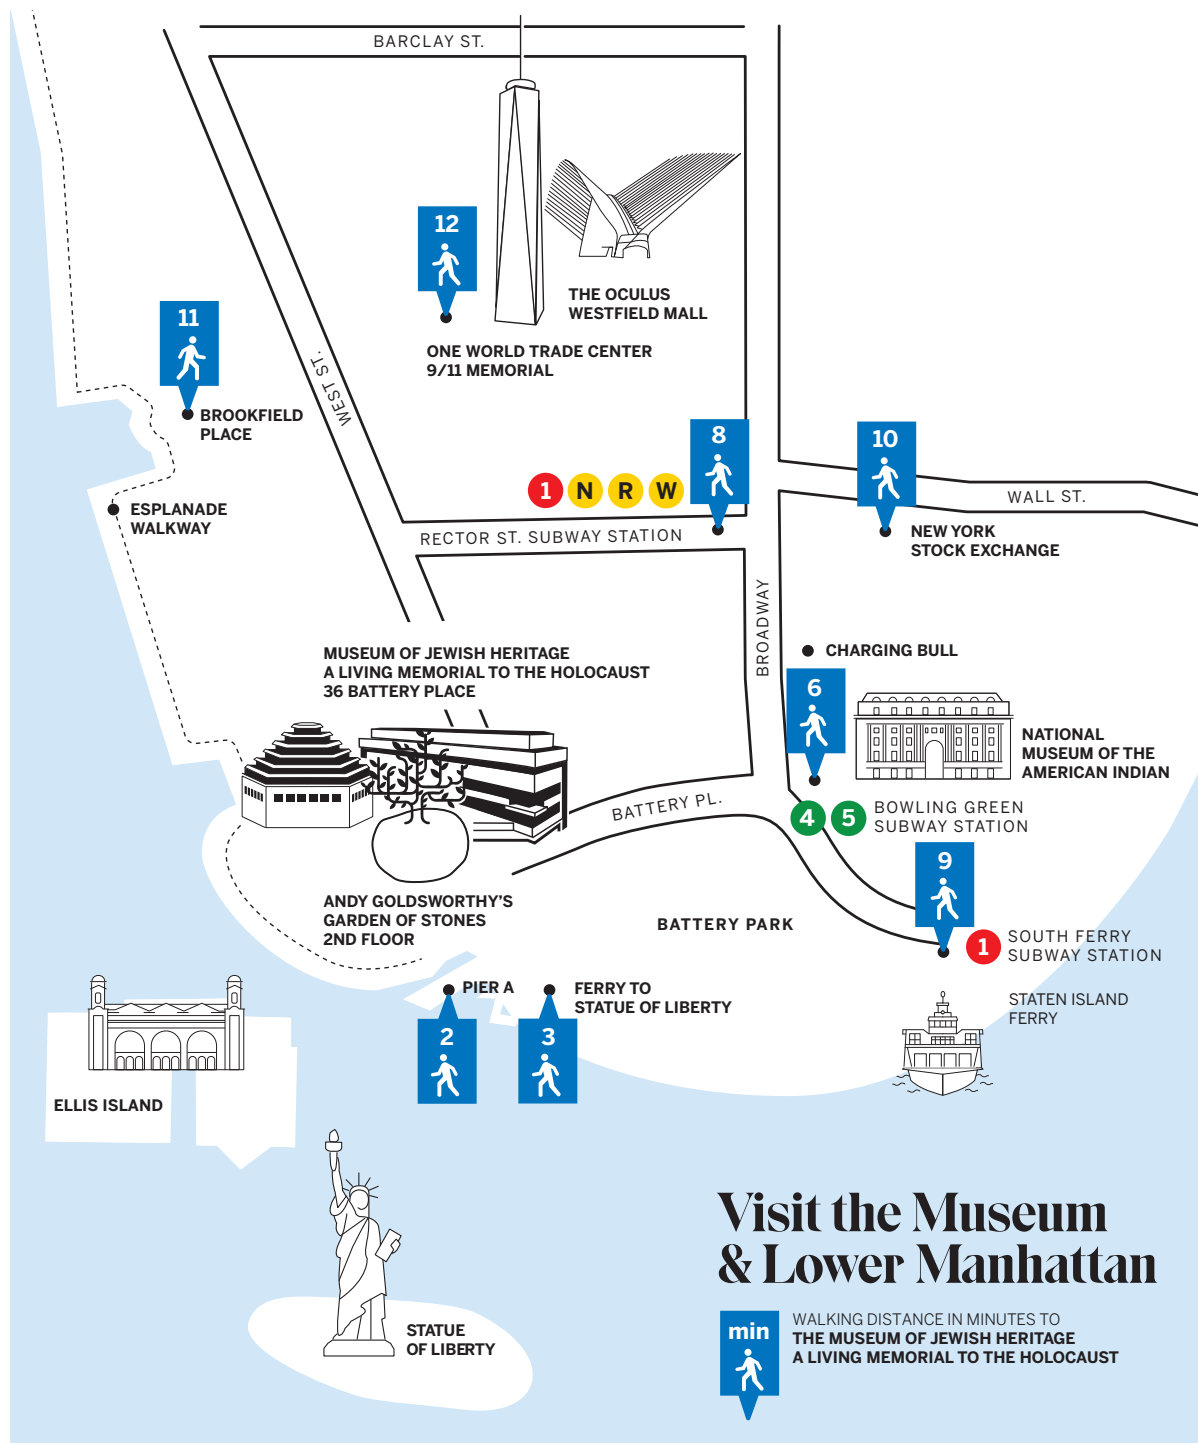 BARCLAY ST.
12
THE OCULUS
WESTFIELD MALL
11
ONE WORLD TRADE CENTER
9/11 MEMORIAL
WEST ST.
BROOKFIELD
PLACE
8
10
1 N R W
WALL ST.
ESPLANADE
WALKWAY
RECTOR ST. SUBWAY STATION
NEW YORK
STOCK EXCHANGE
BROADWAY
CHARGING BULL
MUSEUM OF JEWISH HERITAGE
A LIVING MEMORIAL TO THE HOLOCAUST
36 BATTERY PLACE
6
NATIONAL
MUSEUM OF THE
AMERICAN INDIAN
BATTERY PL.
4 5
BOWLING GREEN
SUBWAY STATION
9
ANDY GOLDSWORTHY'S
GARDEN OF STONES
2ND FLOOR
BATTERY PARK
1
SOUTH FERRY
SUBWAY STATION
PIER A
FERRY TO
STATUE OF LIBERTY
STATEN ISLAND
FERRY
2
3
ELLIS ISLAND
Visit the Museum
& Lower Manhattan
STATUE
OF LIBERTY
min
WALKING DISTANCE IN MINUTES TO
THE MUSEUM OF JEWISH HERITAGE
A LIVING MEMORIAL TO THE HOLOCAUST